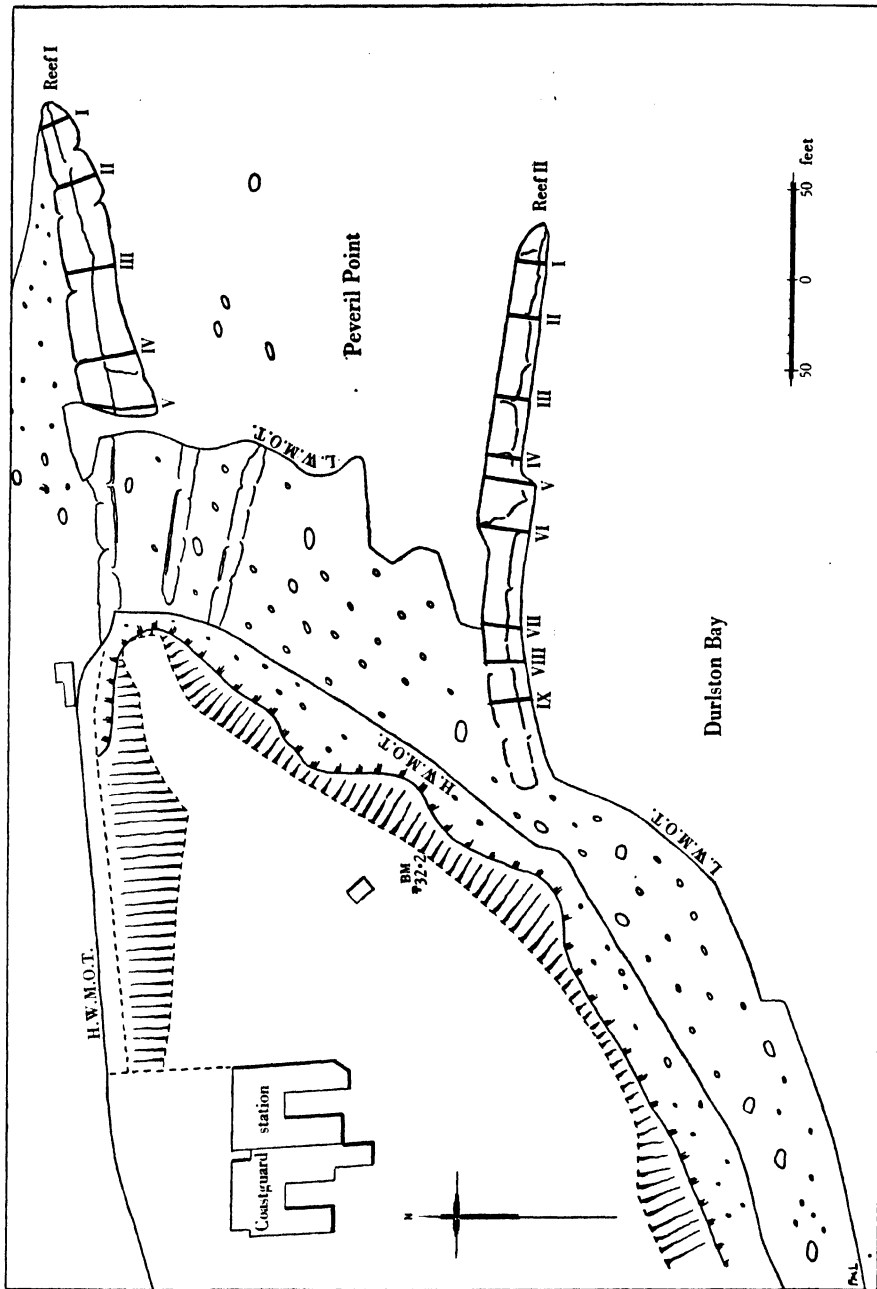 Reef I
I
II
III
IV
V
Peveril Point
L.W.M.O.T.
Reef II
I
II
III
IV
V
VI
VII
VIII
IX
50 0 50 feet
H.W.M.O.T.
H.W.M.O.T.
BM
32·2
Coastguard station
N
Durlston Bay
L.W.M.O.T.